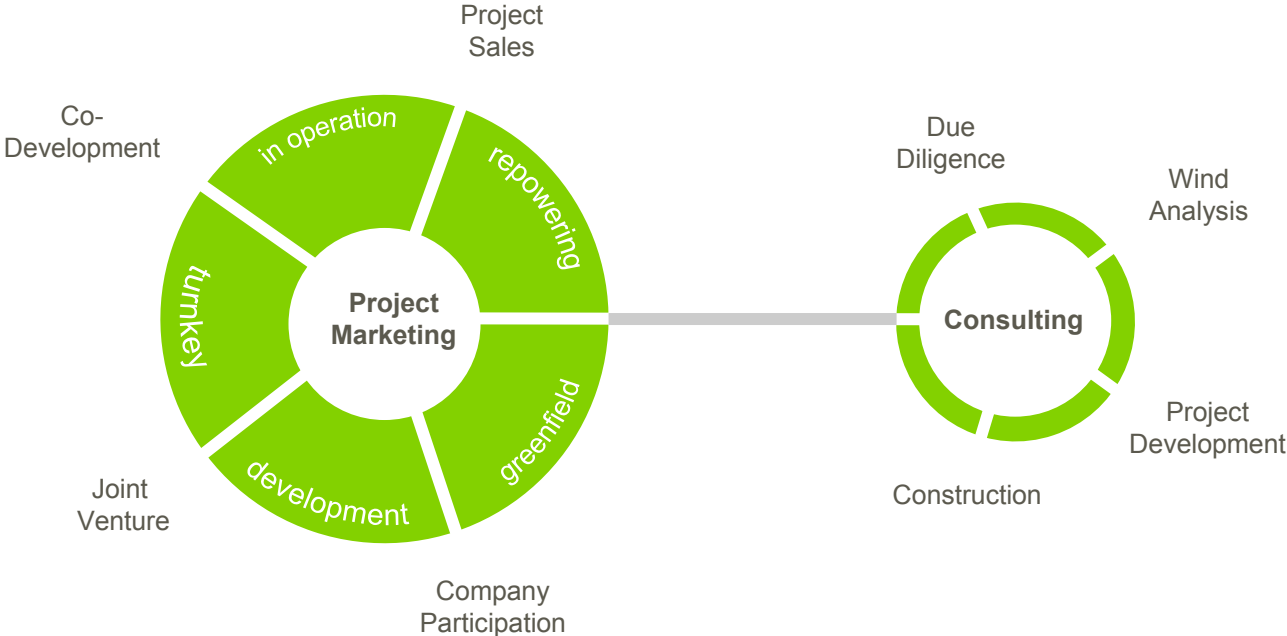 Project
Sales
Co-
Development
in operation
repowering
turnkey
Project
Marketing
greenfield
development
Joint
Venture
Company
Participation
Due
Diligence
Wind
Analysis
Consulting
Project
Development
Construction